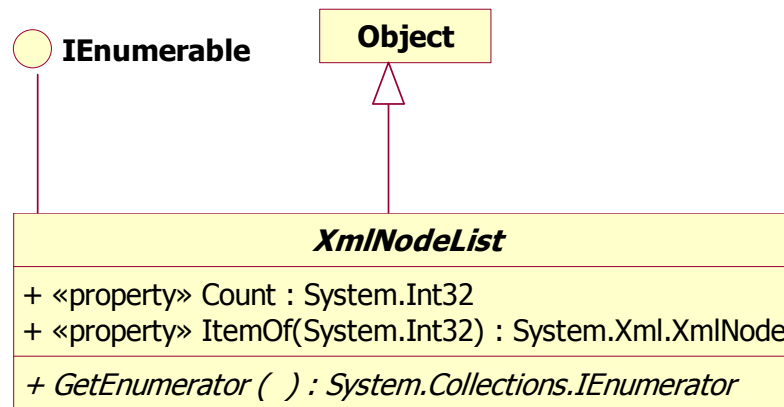 IEnumerable
Object
XmlNodeList
+ «property» Count : System.Int32
+ «property» ItemOf(System.Int32) : System.Xml.XmlNode
+ GetEnumerator ( ) : System.Collections.IEnumerator